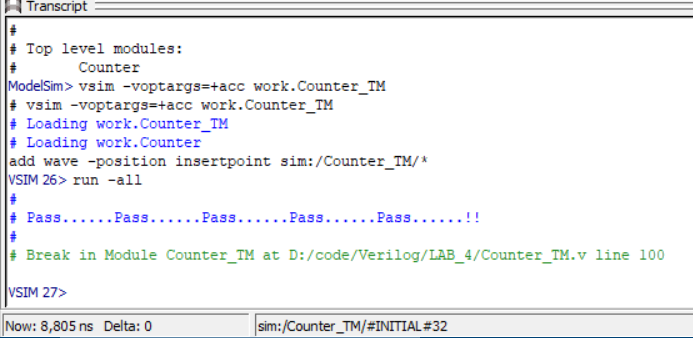 Transcript
#
# Top level modules:
#       Counter
ModelSim> vsim -voptargs=+acc work.Counter_TM
# vsim -voptargs=+acc work.Counter_TM
# Loading work.Counter_TM
# Loading work.Counter
add wave -position insertpoint sim:/Counter_TM/*
VSIM 26> run -all
#
# Pass......Pass......Pass......Pass......Pass......!!
#
# Break in Module Counter_TM at D:/code/Verilog/LAB_4/Counter_TM.v line 100
VSIM 27>
Now: 8,805 ns  Delta: 0    sim:/Counter_TM/#INITIAL#32